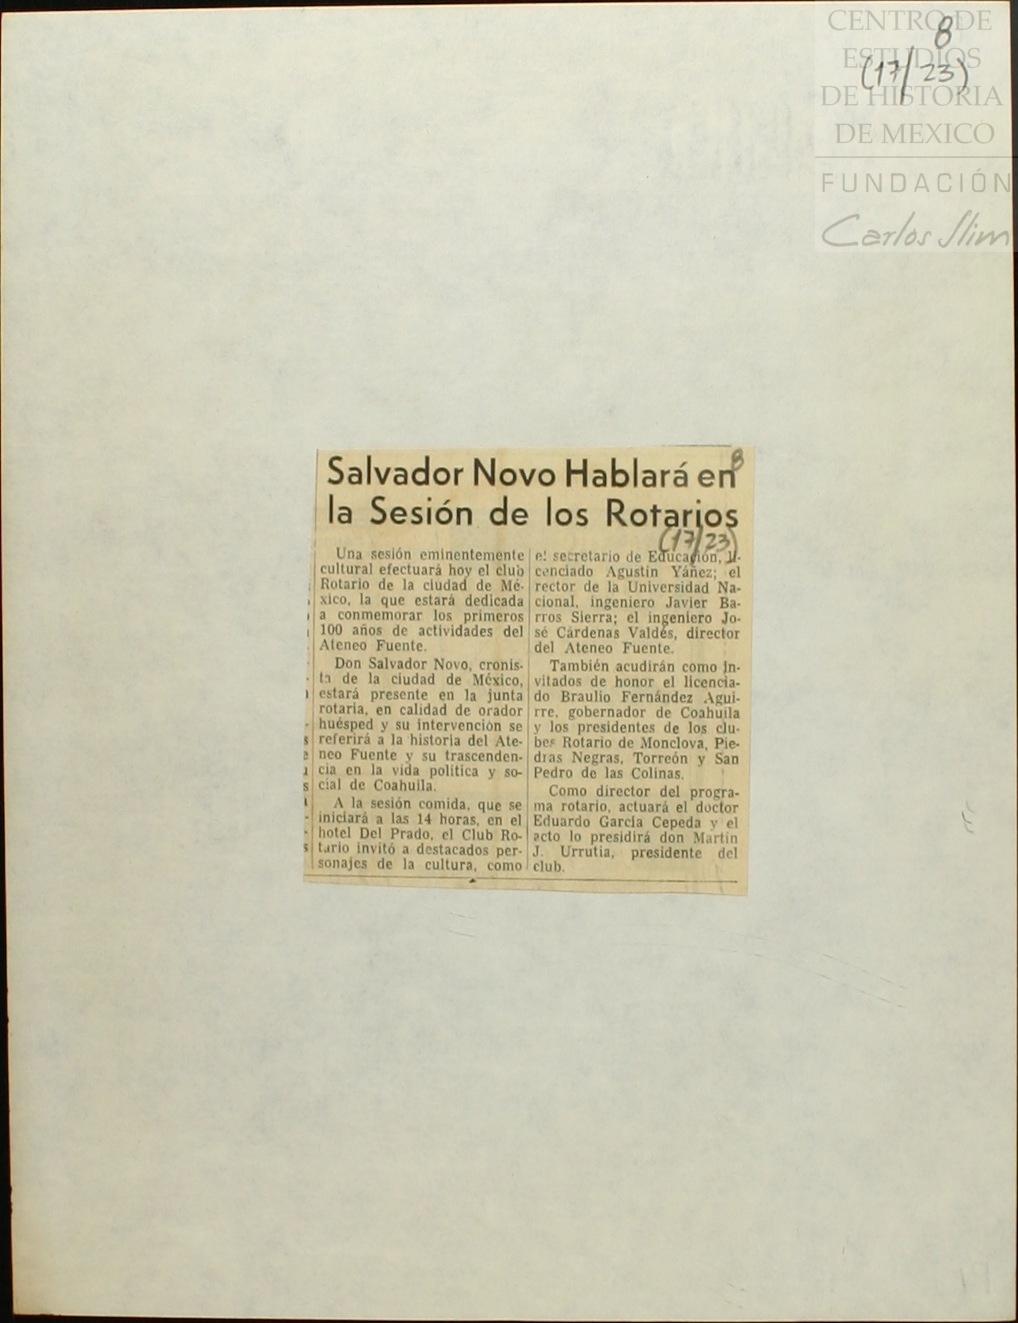 CENTRO DE
ESTUDIOS
DE HISTORIA
DE MEXICO
FUNDACIÓN
Carlos Slim
8
(17/23)
Salvador Novo Hablará en
la Sesión de los Rotarios
8
(17/23)
Una sesión eminentemente
cultural efectuará hoy el club
Rotario de la ciudad de Mé-
xico, la que estará dedicada
a conmemorar los primeros
100 años de actividades del
Ateneo Fuente.
Don Salvador Novo, cronis-
ta de la ciudad de México,
estará presente en la junta
rotaria, en calidad de orador
huésped y su intervención se
referirá a la historia del Ate-
neo Fuente y su trascenden-
cia en la vida política y so-
cial de Coahuila.
A la sesión comida, que se
iniciará a las 14 horas, en el
hotel Del Prado, el Club Ro-
tario invitó a destacados per-
sonajes de la cultura, como
el secretario de Educación, li-
cenciado Agustín Yáñez; el
rector de la Universidad Na-
cional, ingeniero Javier Ba-
rros Sierra; el ingeniero Jo-
sé Cárdenas Valdés, director
del Ateneo Fuente.
También acudirán como in-
vitados de honor el licencia-
do Braulio Fernández Agui-
rre, gobernador de Coahuila
y los presidentes de los clu-
bes Rotario de Monclova, Pie-
dras Negras, Torreón y San
Pedro de las Colinas.
Como director del progra-
ma rotario, actuará el doctor
Eduardo García Cepeda y el
acto lo presidirá don Martín
J. Urrutia, presidente del
club.